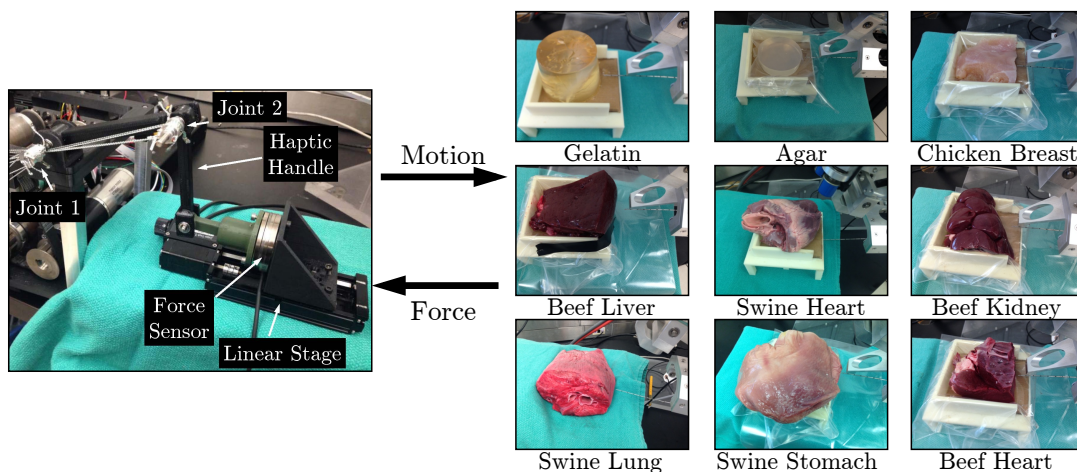 Joint 2
Haptic
Handle
Joint 1
Force
Sensor
Linear Stage
Motion
Force
Gelatin
Agar
Chicken Breast
Beef Liver
Swine Heart
Beef Kidney
Swine Lung
Swine Stomach
Beef Heart